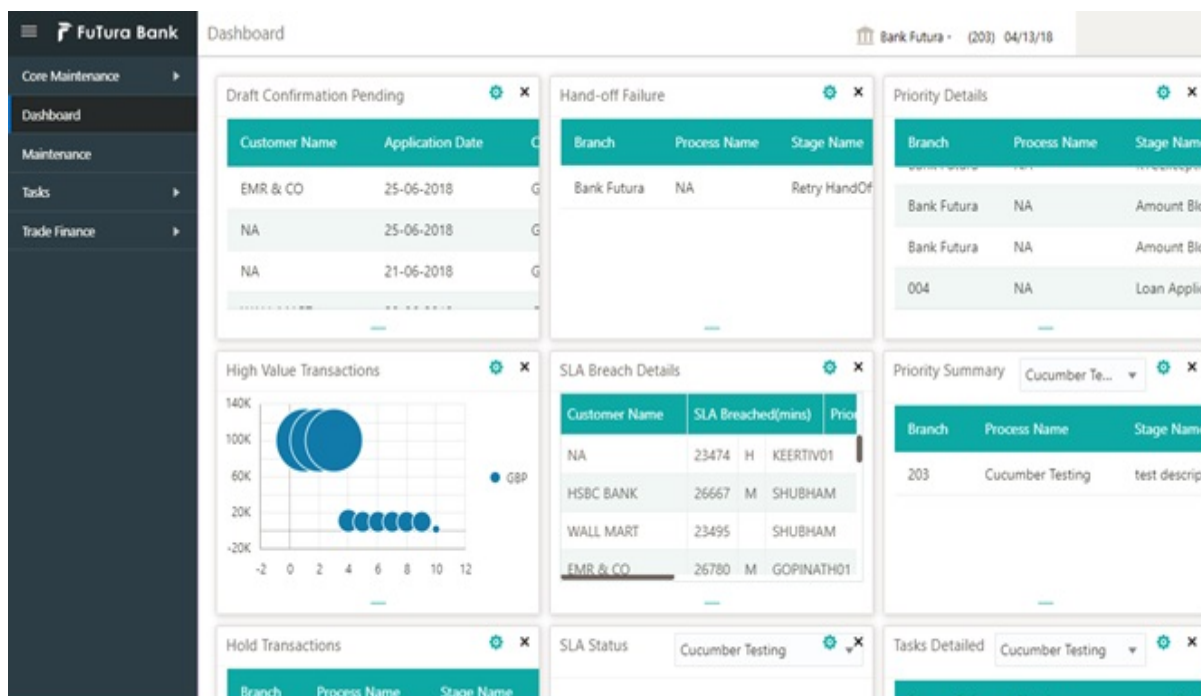 FuTura Bank
Dashboard
Bank Futura - (203) 04/13/18
Core Maintenance
Dashboard
Maintenance
Tasks
Trade Finance
Draft Confirmation Pending
Customer Name Application Date
EMR & CO 25-06-2018
NA 25-06-2018
NA 21-06-2018
Hand-off Failure
Branch Process Name Stage Name
Bank Futura NA Retry HandOf
Priority Details
Branch Process Name Stage Nam
Bank Futura NA Amount Blo
Bank Futura NA Amount Blo
004 NA Loan Applic
High Value Transactions
140K
100K
60K
20K
-20K
-2 0 2 4 6 8 10 12
GBP
SLA Breach Details
Customer Name SLA Breached(mins) Prior
NA 23474 H KEERTIV01
HSBC BANK 26667 M SHUBHAM
WALL MART 23495 SHUBHAM
EMR & CO 26780 M GOPINATH01
Priority Summary Cucumber Te...
Branch Process Name Stage Nam
203 Cucumber Testing test descrip
Hold Transactions
Branch Process Name Stage Name
SLA Status Cucumber Testing
Tasks Detailed Cucumber Testing